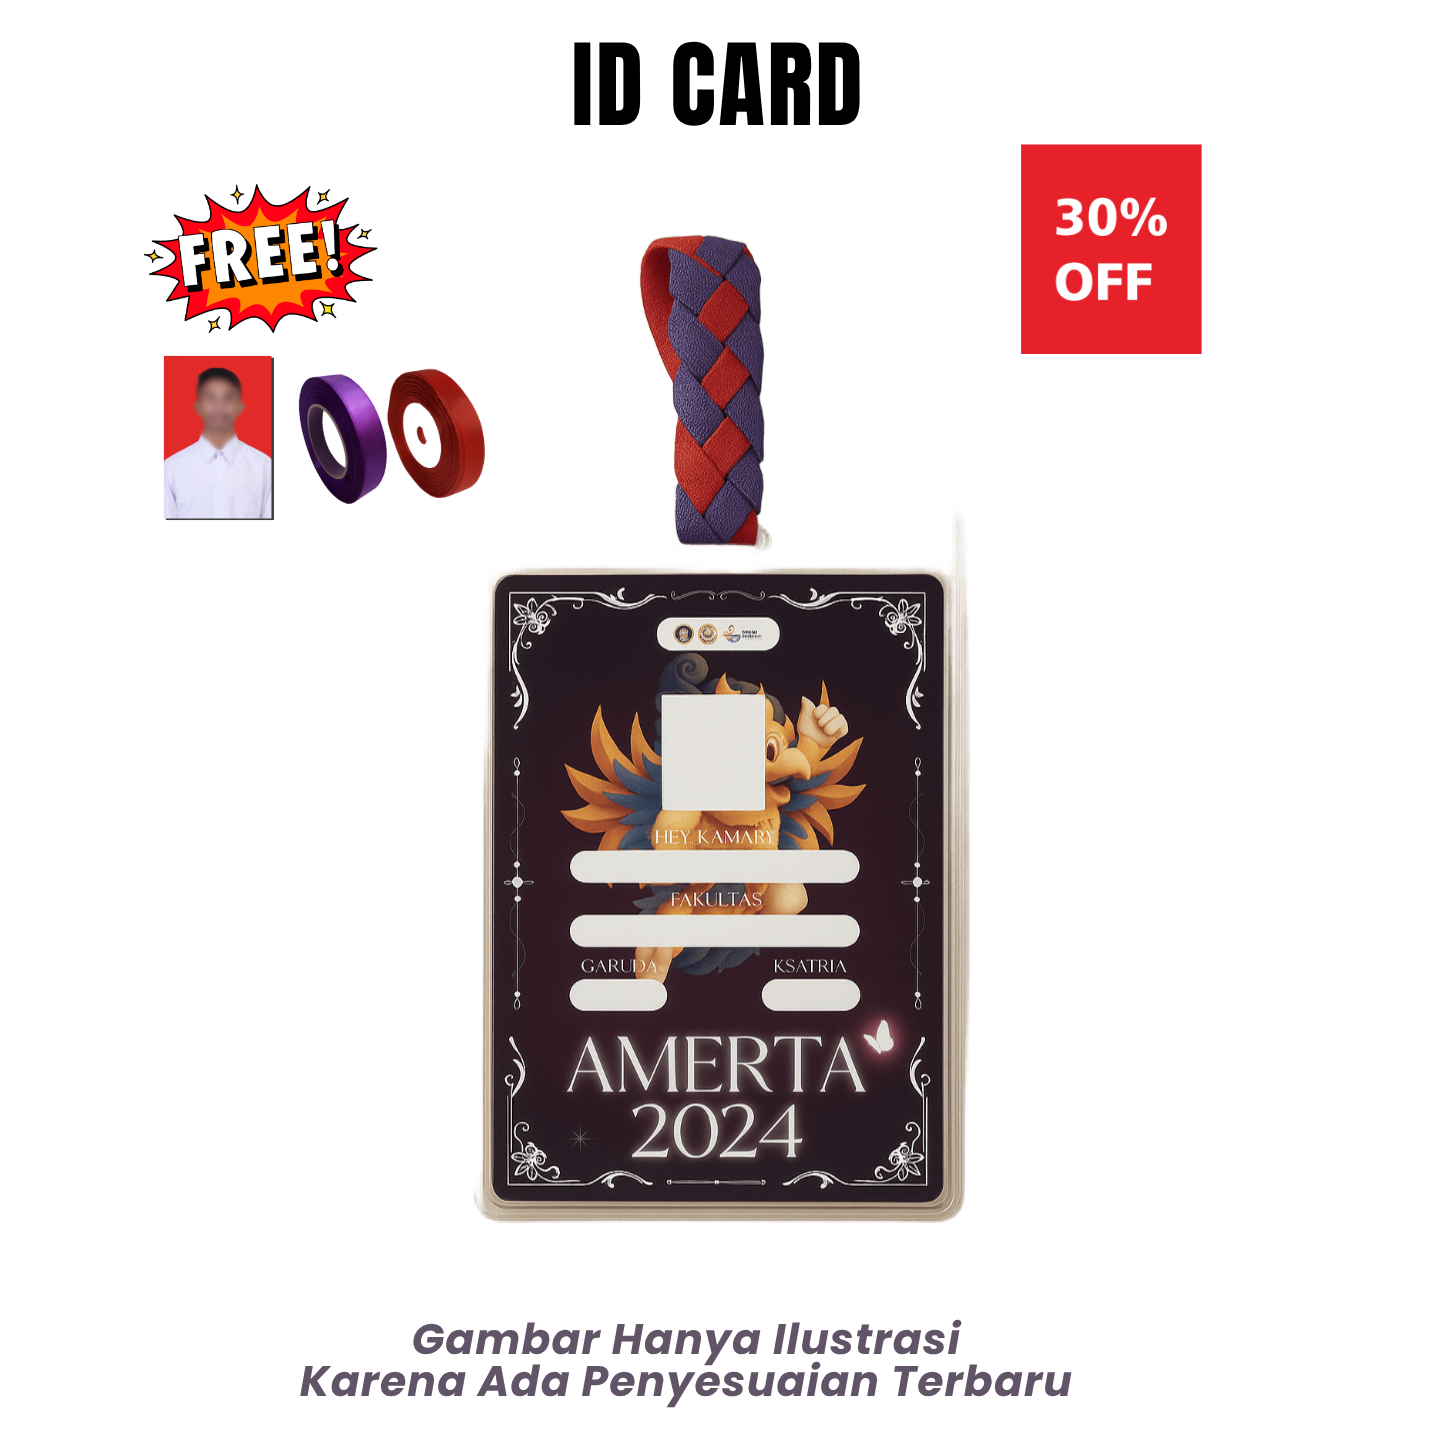 ID CARD
30%
OFF
FREE!
HEY, KAMARY
FAKULTAS
GARUDA
KSATRIA
AMERTA
2024
Gambar Hanya Ilustrasi
Karena Ada Penyesuaian Terbaru